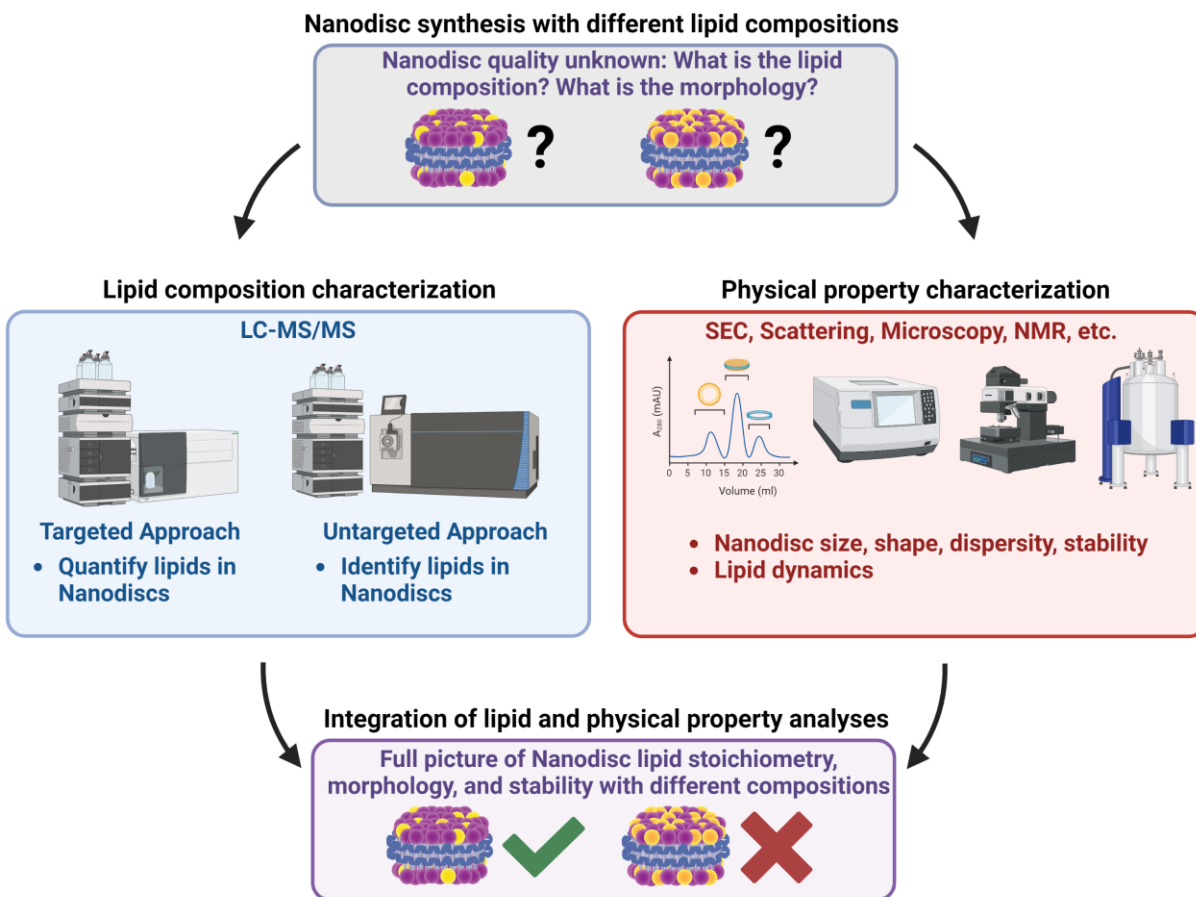 Nanodisc synthesis with different lipid compositions
Nanodisc quality unknown: What is the lipid
composition? What is the morphology?
? ?
Lipid composition characterization
LC-MS/MS
Targeted Approach
• Quantify lipids in
Nanodiscs
Untargeted Approach
• Identify lipids in
Nanodiscs
Physical property characterization
SEC, Scattering, Microscopy, NMR, etc.
A280 (mAU)
0 5 10 15 20 25 30
Volume (ml)
• Nanodisc size, shape, dispersity, stability
• Lipid dynamics
Integration of lipid and physical property analyses
Full picture of Nanodisc lipid stoichiometry,
morphology, and stability with different compositions